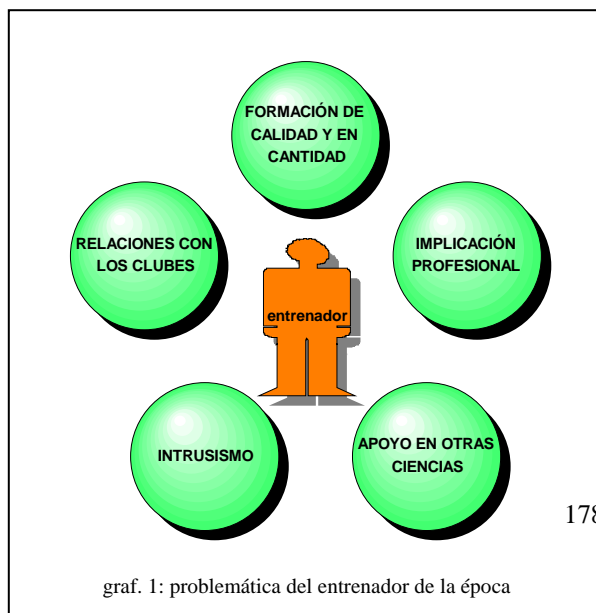 FORMACIÓN DE
CALIDAD Y EN
CANTIDAD
RELACIONES CON
LOS CLUBES
IMPLICACIÓN
PROFESIONAL
entrenador
INTRUSISMO
APOYO EN OTRAS
CIENCIAS
178
graf. 1: problemática del entrenador de la época